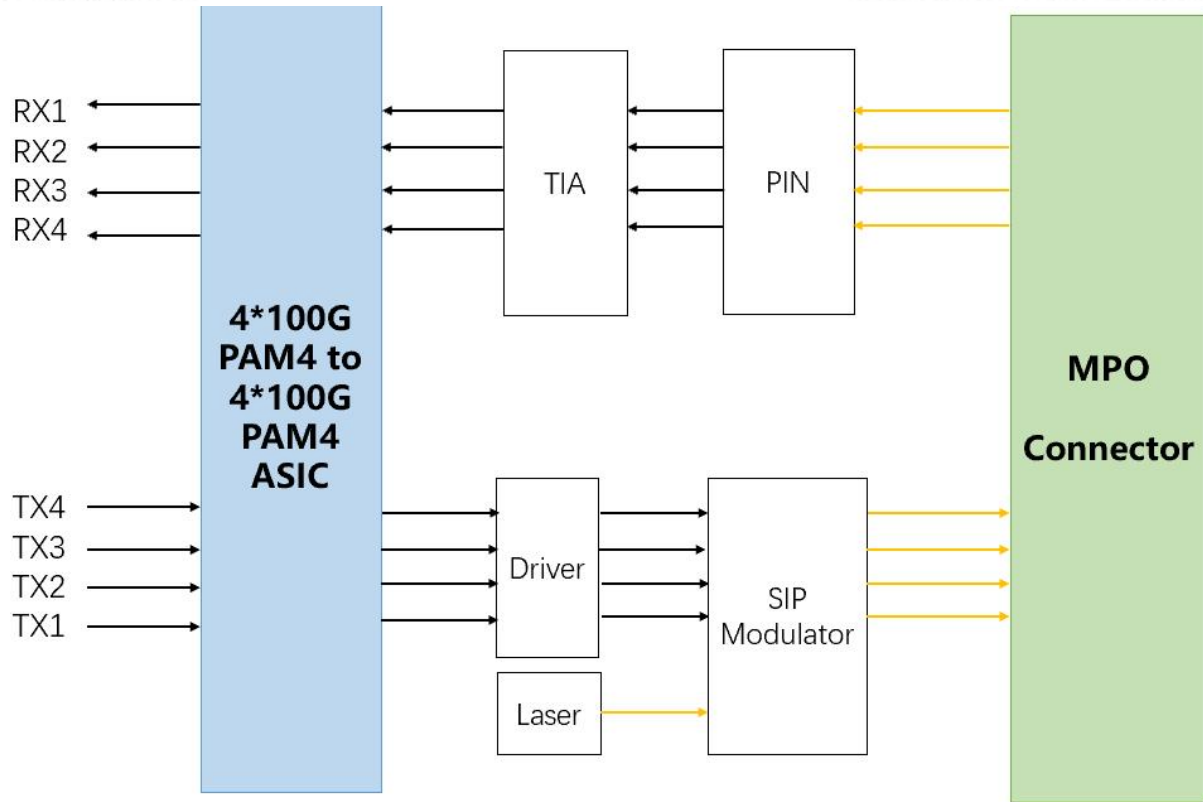 RX1
RX2
RX3
RX4
TIA
PIN
4*100G
PAM4 to
4*100G
PAM4
ASIC
MPO
Connector
TX4
TX3
TX2
TX1
Driver
SIP
Modulator
Laser